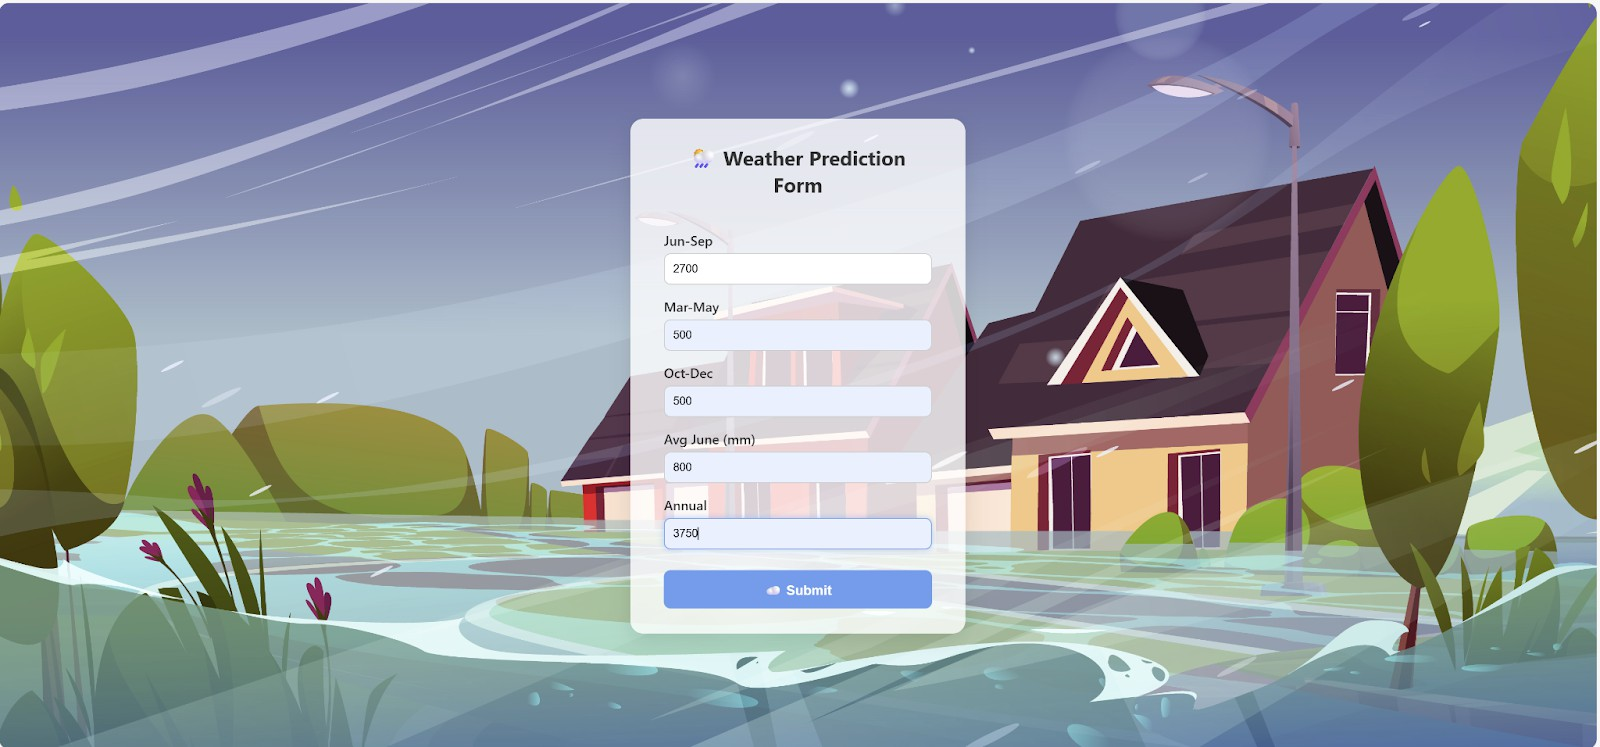 Weather Prediction
Form
Jun-Sep
2700
Mar-May
500
Oct-Dec
500
Avg June (mm)
800
Annual
3750
Submit